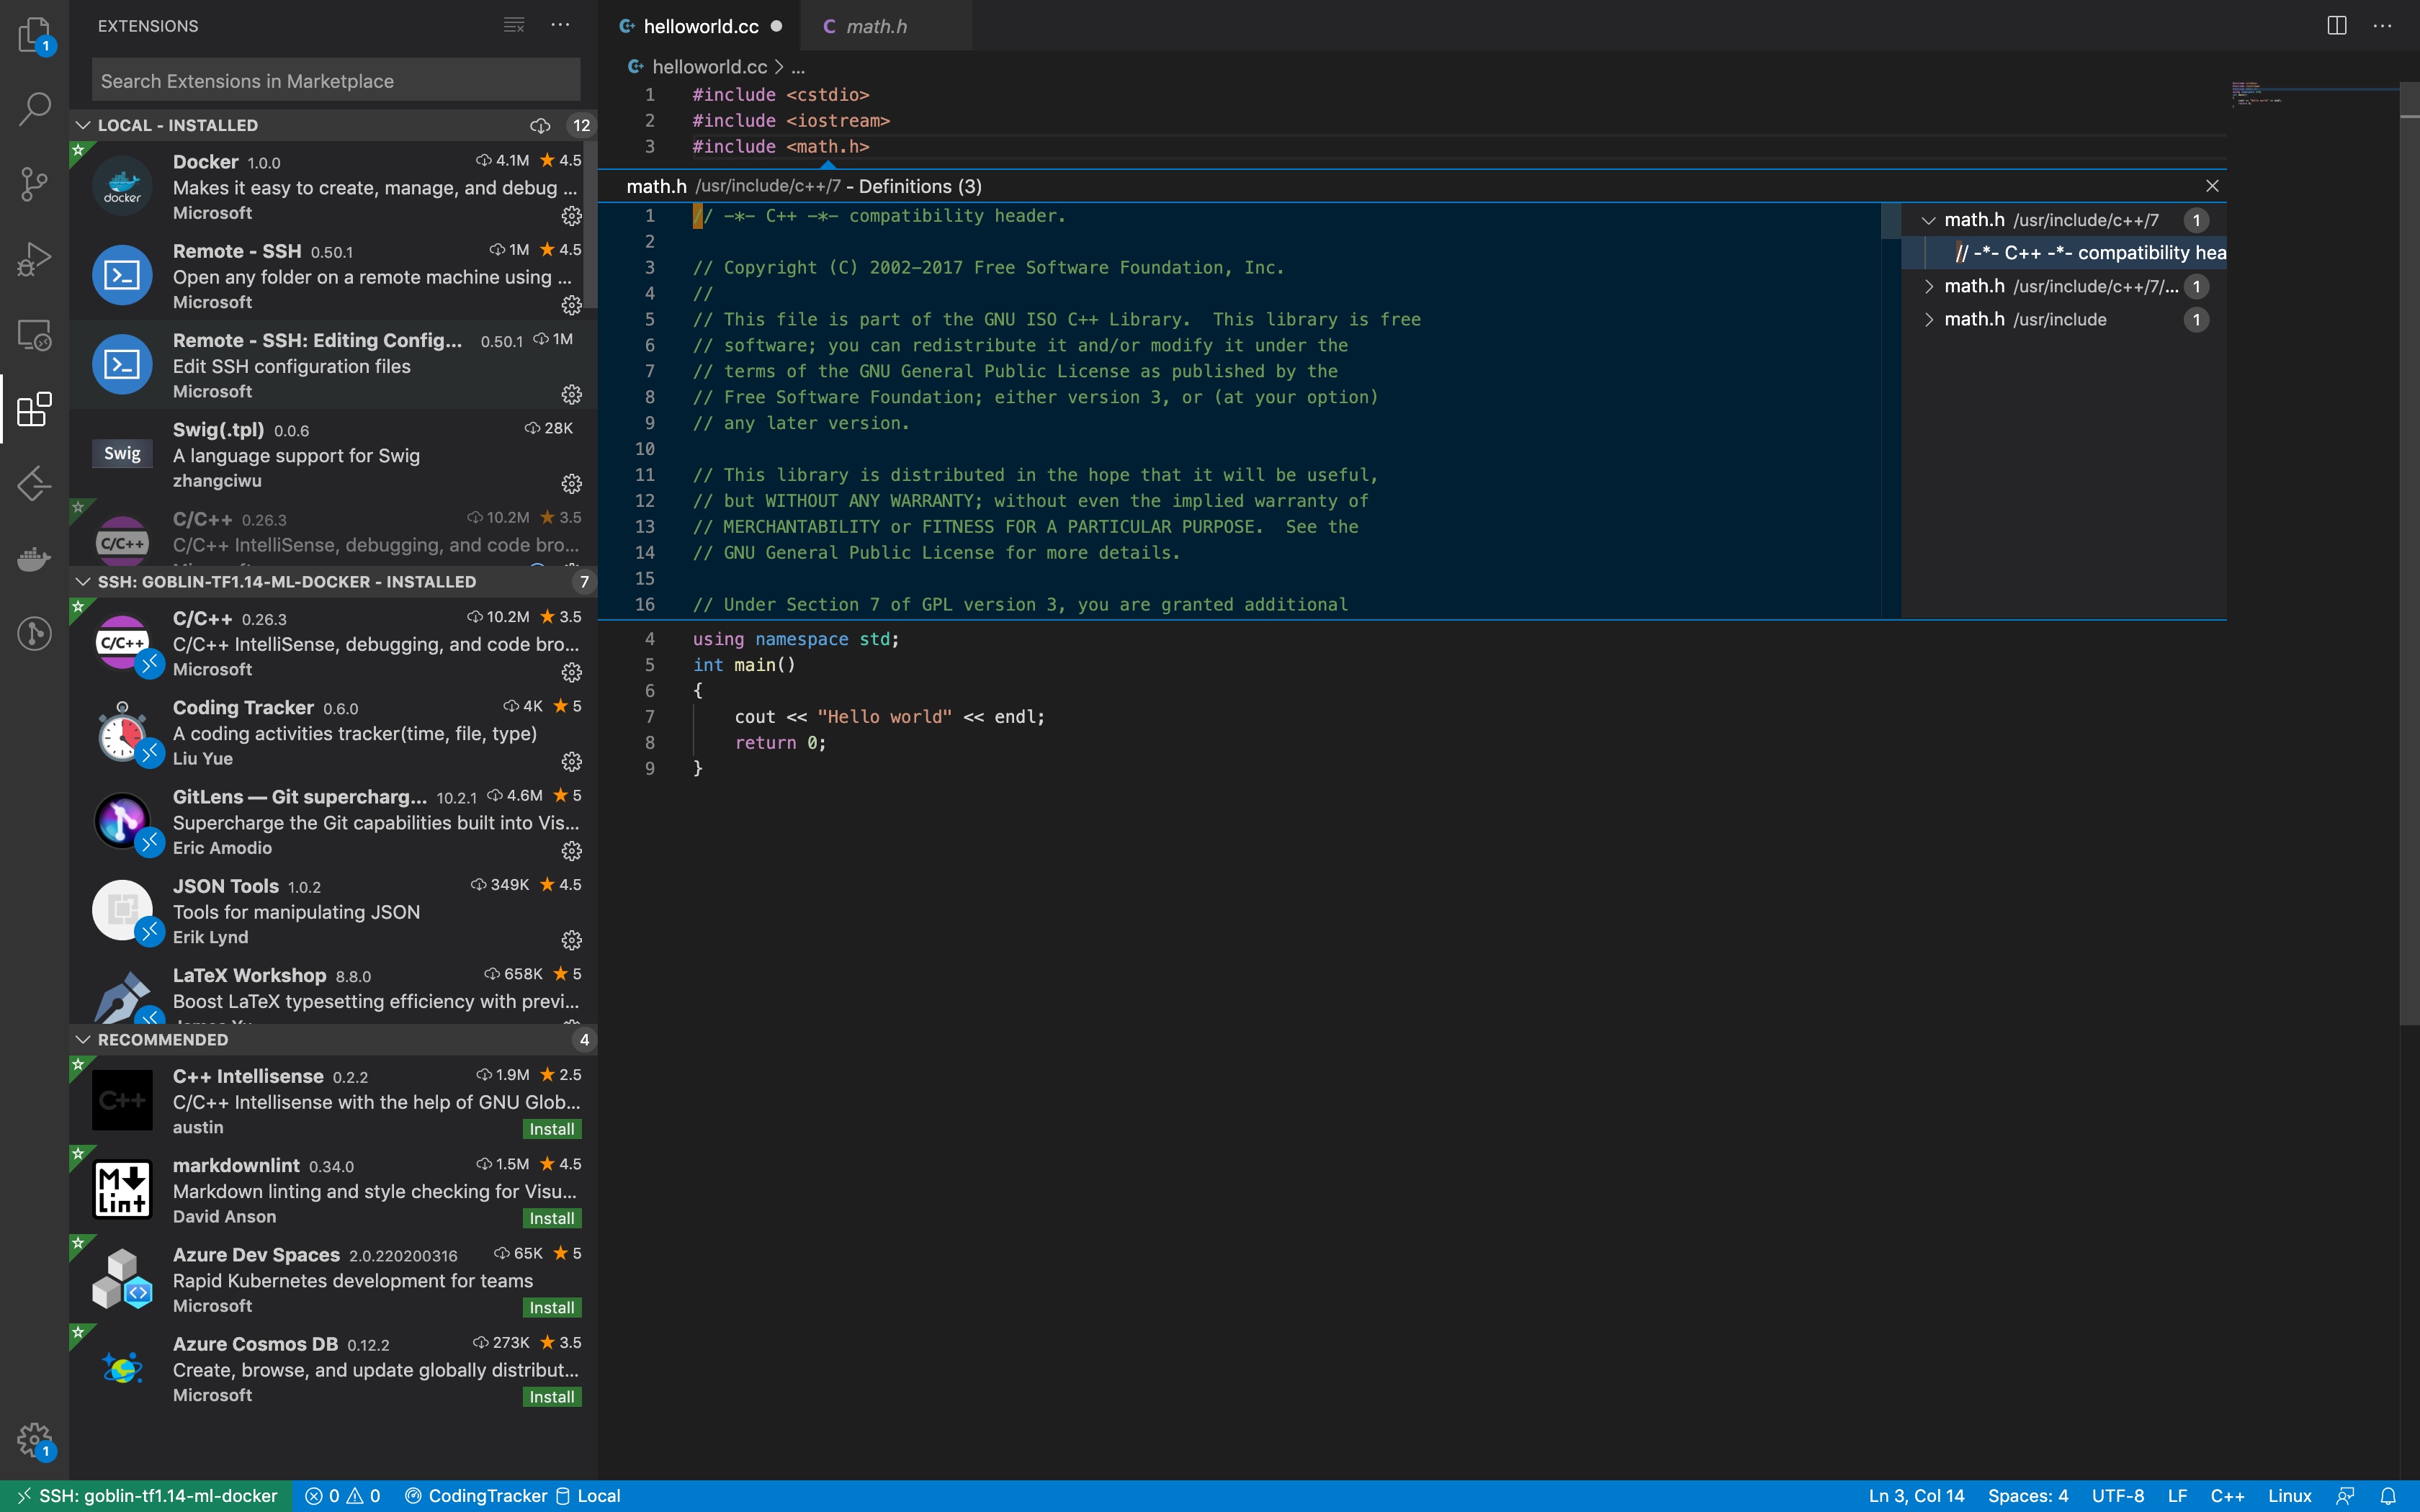 1
EXTENSIONS
Search Extensions in Marketplace
LOCAL - INSTALLED 12
docker
Docker 1.0.0 4.1M 4.5
Makes it easy to create, manage, and debug ...
Microsoft
Remote - SSH 0.50.1 1M 4.5
Open any folder on a remote machine using ...
Microsoft
Remote - SSH: Editing Config... 0.50.1 1M
Edit SSH configuration files
Microsoft
Swig
Swig(.tpl) 0.0.6 28K
A language support for Swig
zhangciwu
C/C++
C/C++ 0.26.3 10.2M 3.5
C/C++ IntelliSense, debugging, and code bro...
SSH: GOBLIN-TF1.14-ML-DOCKER - INSTALLED 7
C/C++
C/C++ 0.26.3 10.2M 3.5
C/C++ IntelliSense, debugging, and code bro...
Microsoft
Coding Tracker 0.6.0 4K 5
A coding activities tracker(time, file, type)
Liu Yue
GitLens — Git supercharg... 10.2.1 4.6M 5
Supercharge the Git capabilities built into Vis...
Eric Amodio
JSON Tools 1.0.2 349K 4.5
Tools for manipulating JSON
Erik Lynd
LaTeX Workshop 8.8.0 658K 5
Boost LaTeX typesetting efficiency with previ...
RECOMMENDED 4
C++
C++ Intellisense 0.2.2 1.9M 2.5
C/C++ Intellisense with the help of GNU Glob...
austin Install
M lint
markdownlint 0.34.0 1.5M 4.5
Markdown linting and style checking for Visu...
David Anson Install
Azure Dev Spaces 2.0.220200316 65K 5
Rapid Kubernetes development for teams
Microsoft Install
Azure Cosmos DB 0.12.2 273K 3.5
Create, browse, and update globally distribut...
Microsoft Install
1
helloworld.cc math.h
helloworld.cc > ...
1 #include <cstdio>
2 #include <iostream>
3 #include <math.h>
math.h /usr/include/c++/7 - Definitions (3)
1 // -*- C++ -*- compatibility header.
2
3 // Copyright (C) 2002-2017 Free Software Foundation, Inc.
4 //
5 // This file is part of the GNU ISO C++ Library.  This library is free
6 // software; you can redistribute it and/or modify it under the
7 // terms of the GNU General Public License as published by the
8 // Free Software Foundation; either version 3, or (at your option)
9 // any later version.
10
11 // This library is distributed in the hope that it will be useful,
12 // but WITHOUT ANY WARRANTY; without even the implied warranty of
13 // MERCHANTABILITY or FITNESS FOR A PARTICULAR PURPOSE.  See the
14 // GNU General Public License for more details.
15
16 // Under Section 7 of GPL version 3, you are granted additional
math.h /usr/include/c++/7 1
// -*- C++ -*- compatibility hea
math.h /usr/include/c++/7/... 1
math.h /usr/include 1
4 using namespace std;
5 int main()
6 {
7     cout << "Hello world" << endl;
8     return 0;
9 }
SSH: goblin-tf1.14-ml-docker 0 0 CodingTracker Local Ln 3, Col 14 Spaces: 4 UTF-8 LF C++ Linux